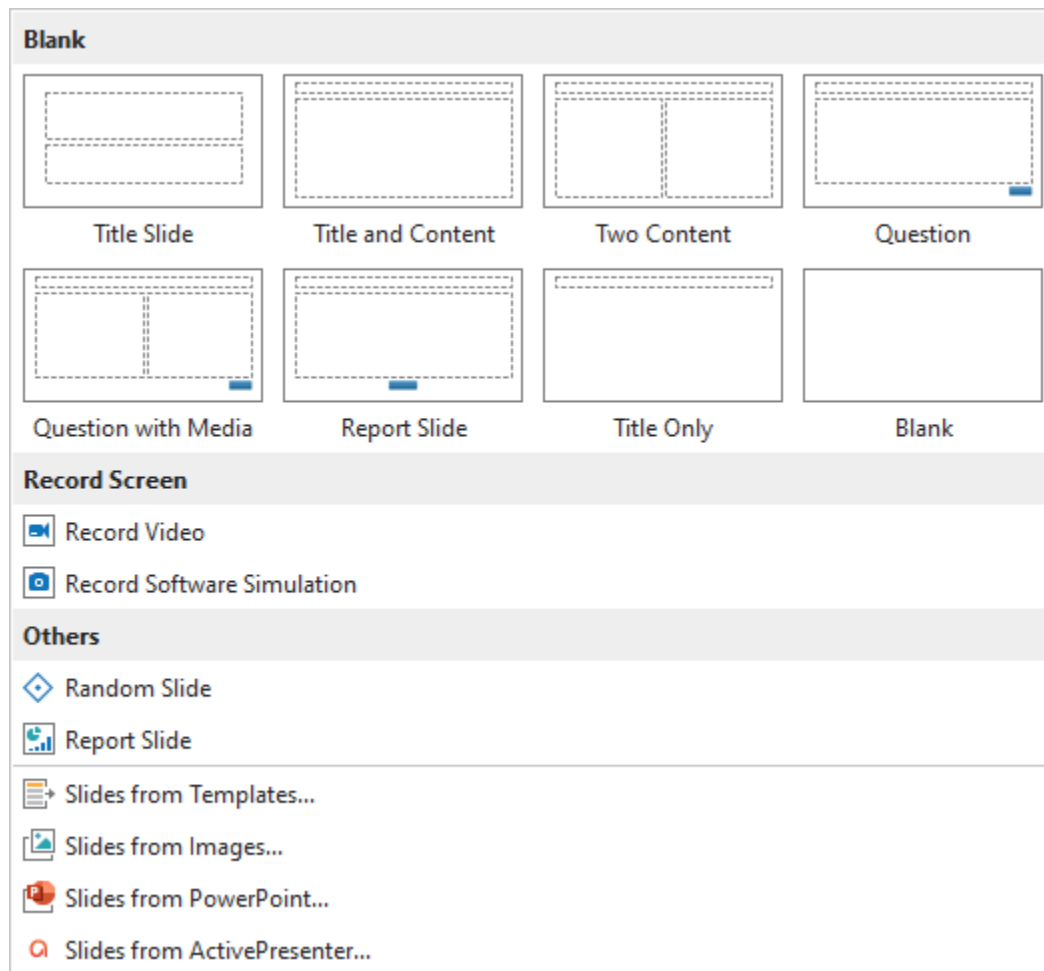 Blank
Title Slide
Title and Content
Two Content
Question
Question with Media
Report Slide
Title Only
Blank
Record Screen
Record Video
Record Software Simulation
Others
Random Slide
Report Slide
Slides from Templates...
Slides from Images...
Slides from PowerPoint...
Slides from ActivePresenter...